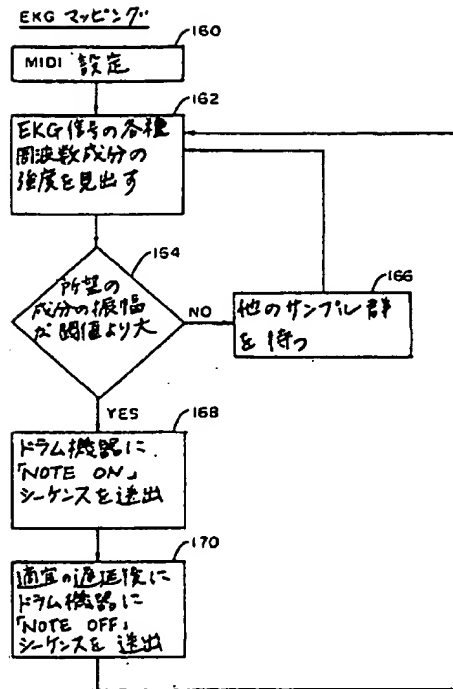 EKG マッピング
160
MIDI 設定
162
EKG信号の各種
周波数成分の
強度を見出す
164
所望の
成分の振幅
が閾値より大
NO
166
他のサンプル群
を待つ
YES
168
ドラム機器に
「NOTE ON」
シーケンスを送出
170
適宜の遅延後に
ドラム機器に
「NOTE OFF」
シーケンスを送出